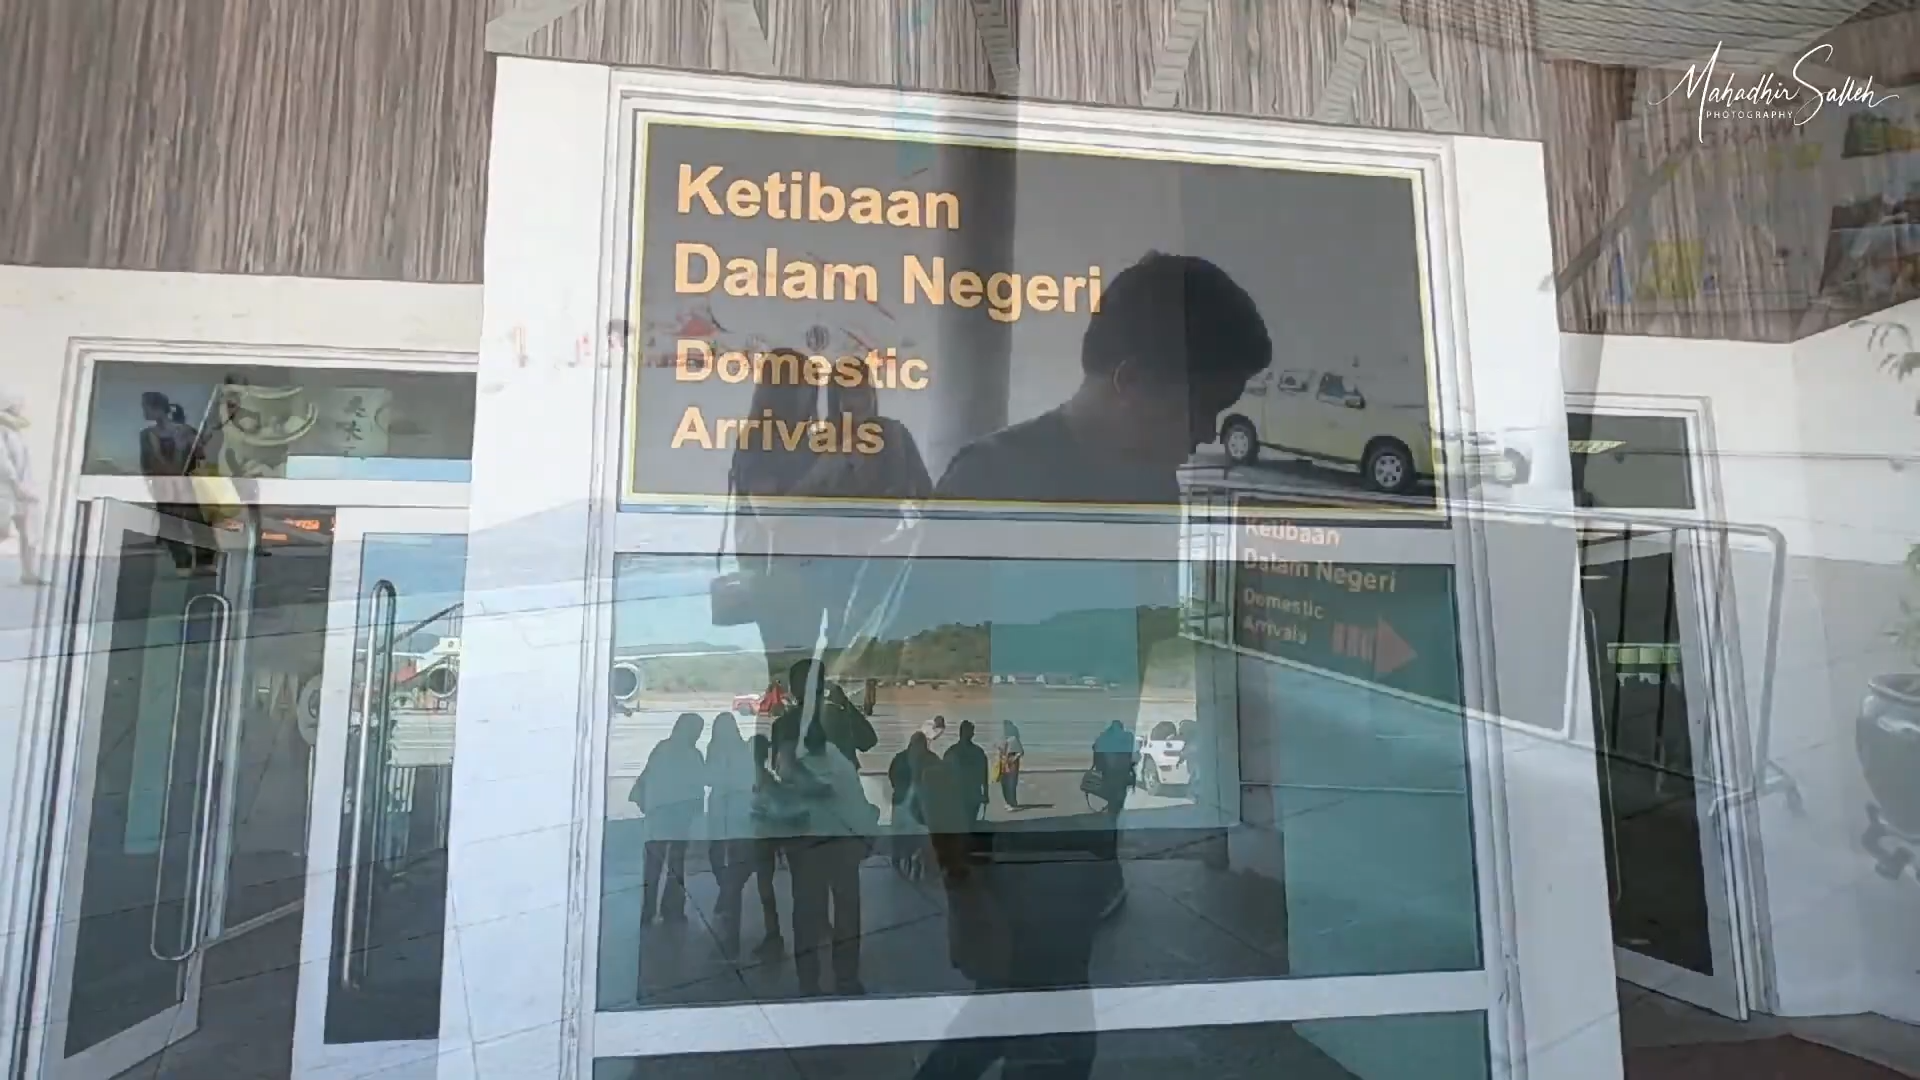 Mahadhir Salleh
PHOTOGRAPHY
Ketibaan
Dalam Negeri
Domestic
Arrivals
Ketibaan
Dalam Negeri
Domestic
Arrivals